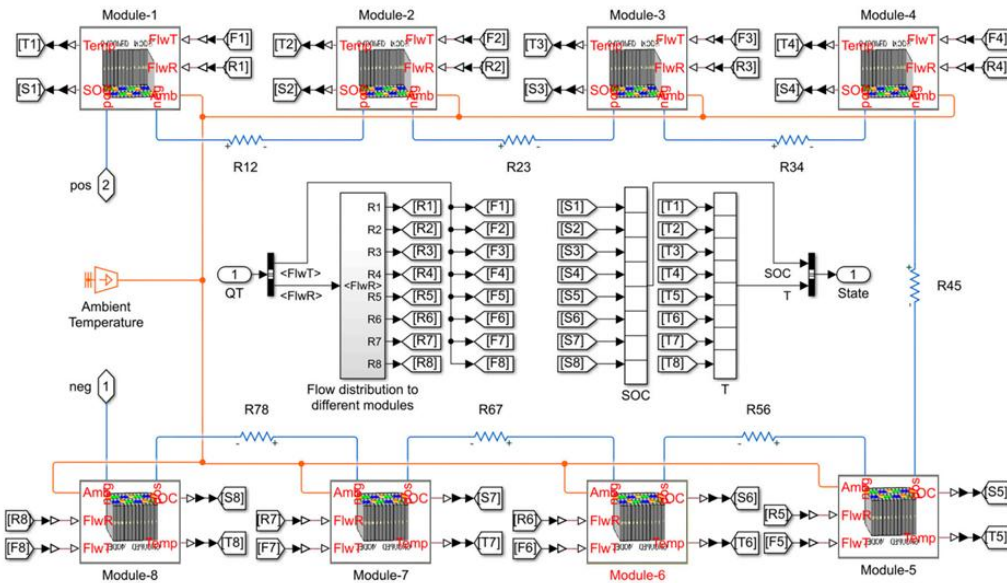 Module-1
Module-2
Module-3
Module-4
[T1]
Temp
FlwT
[F1]
[T2]
Temp
FlwT
[F2]
[T3]
Temp
FlwT
[F3]
[T4]
Temp
FlwT
[F4]
FlwR
[R1]
FlwR
[R2]
FlwR
[R3]
FlwR
[R4]
[S1]
SOC
Amb
[S2]
SOC
Amb
[S3]
SOC
Amb
[S4]
SOC
Amb
+ -
+ -
+ -
R12
R23
R34
pos
2
R1
[R1]
[F1]
[S1]
[T1]
R2
[R2]
[F2]
[S2]
[T2]
R3
[R3]
[F3]
[S3]
[T3]
1
QT
<FlwT>
<FlwR>
R4
[R4]
[F4]
[S4]
[T4]
SOC
T
1
State
<FlwR>
R5
[R5]
[F5]
[S5]
[T5]
R6
[R6]
[F6]
[S6]
[T6]
R7
[R7]
[F7]
[S7]
[T7]
R8
[R8]
[F8]
[S8]
[T8]
+
-
R45
Ambient
Temperature
Flow distribution to
different modules
SOC
T
neg
1
R78
R67
R56
- +
- +
- +
Amb
SOC
[S8]
Amb
SOC
[S7]
Amb
SOC
[S6]
Amb
SOC
[S5]
[R8]
FlwR
[R7]
FlwR
[R6]
FlwR
[R5]
FlwR
[F8]
FlwT
Temp
[T8]
[F7]
FlwT
Temp
[T7]
[F6]
FlwT
Temp
[T6]
[F5]
FlwT
Temp
[T5]
Module-8
Module-7
Module-6
Module-5